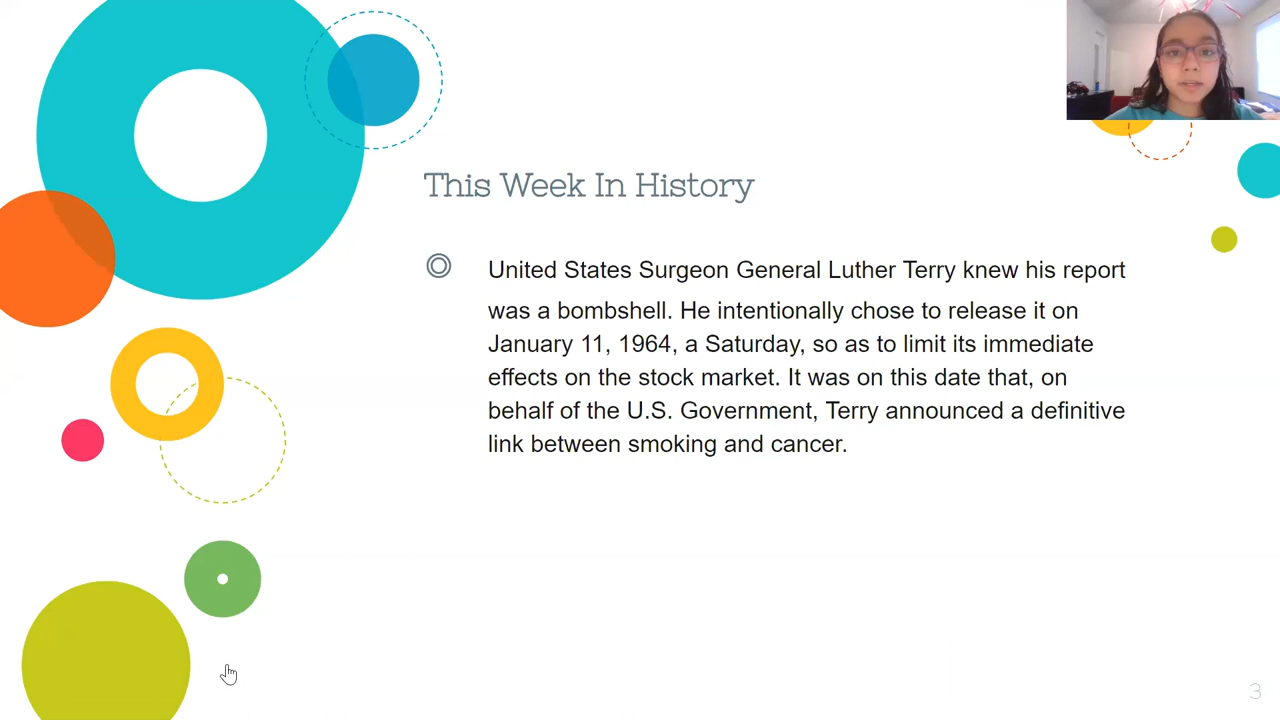 This Week In History
United States Surgeon General Luther Terry knew his report
was a bombshell. He intentionally chose to release it on
January 11, 1964, a Saturday, so as to limit its immediate
effects on the stock market. It was on this date that, on
behalf of the U.S. Government, Terry announced a definitive
link between smoking and cancer.
3